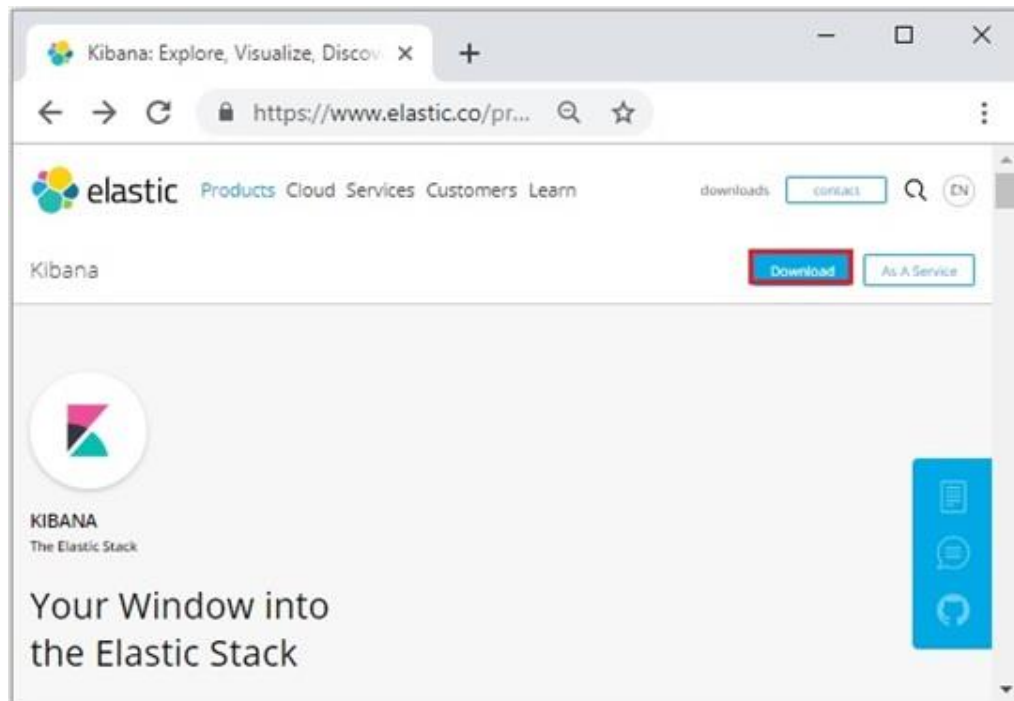 Kibana: Explore, Visualize, Discov
https://www.elastic.co/pr...
elastic Products Cloud Services Customers Learn downloads contact EN
Kibana Download As A Service
KIBANA
The Elastic Stack
Your Window into
the Elastic Stack